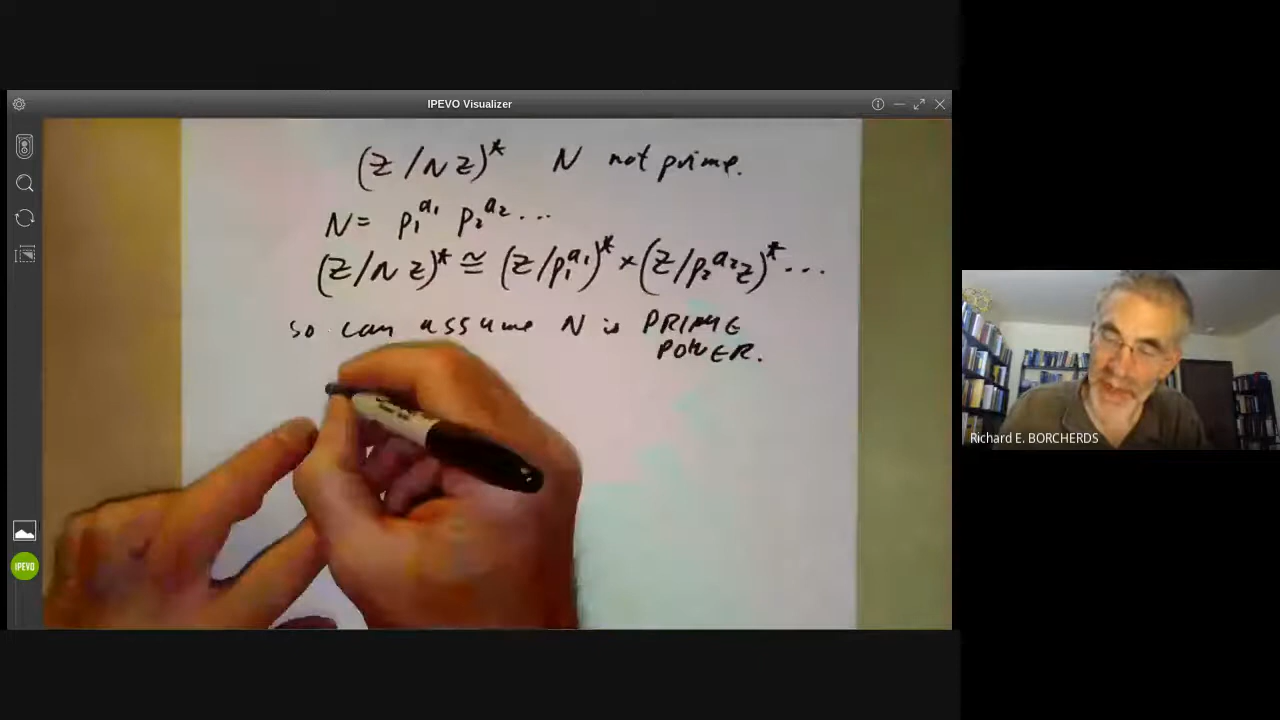 IPEVO Visualizer
(Z/NZ)* N not prime.
N = p₁^a₁ p₂^a₂ ...
(Z/NZ)* ≅ (Z/p₁^a₁)* × (Z/p₂^a₂Z)* ...
so can assume N is PRIME
POWER.
Richard E. BORCHERDS
IPEVO